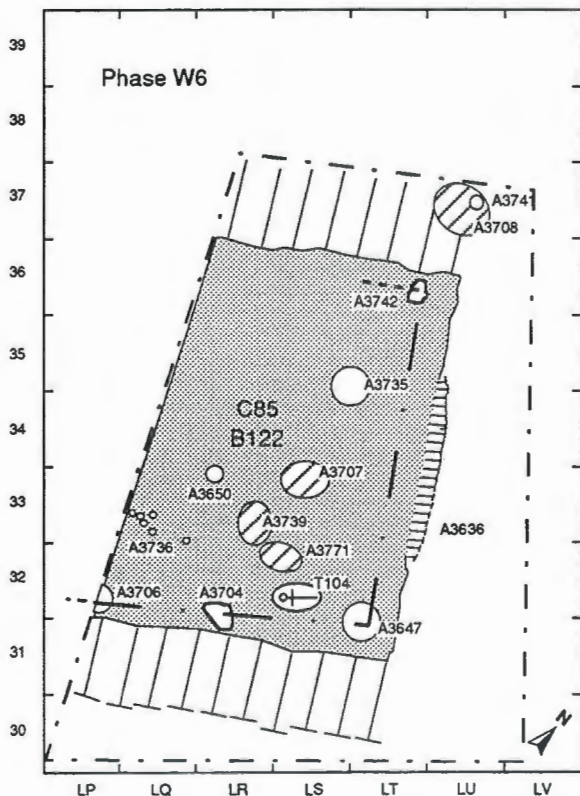 39
Phase W6
38
37
A3741
A3708
36
A3742
35
A3735
C85
34
B122
A3707
A3650
33
A3739
A3636
A3736
A3771
32
T104
A3706
A3704
A3647
31
N
30
LP LQ LR LS LT LU LV